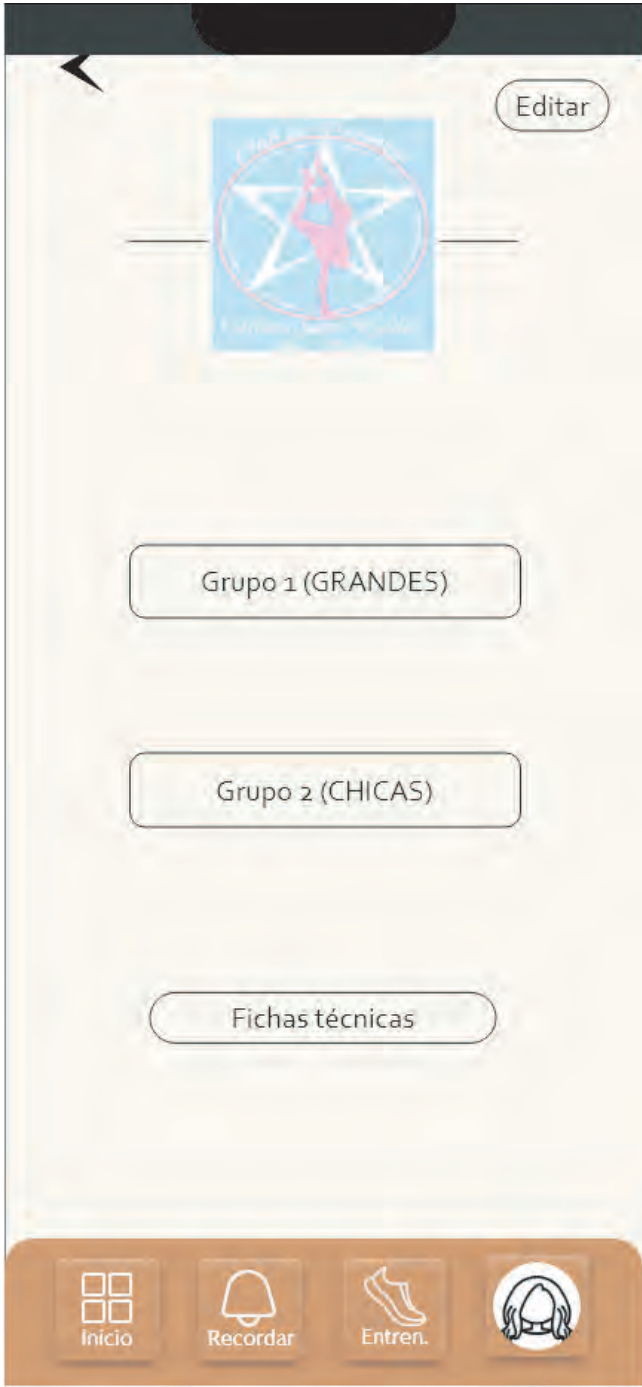 Editar
Grupo 1 (GRANDES)
Grupo 2 (CHICAS)
Fichas técnicas
Inicio
Recordar
Entren.